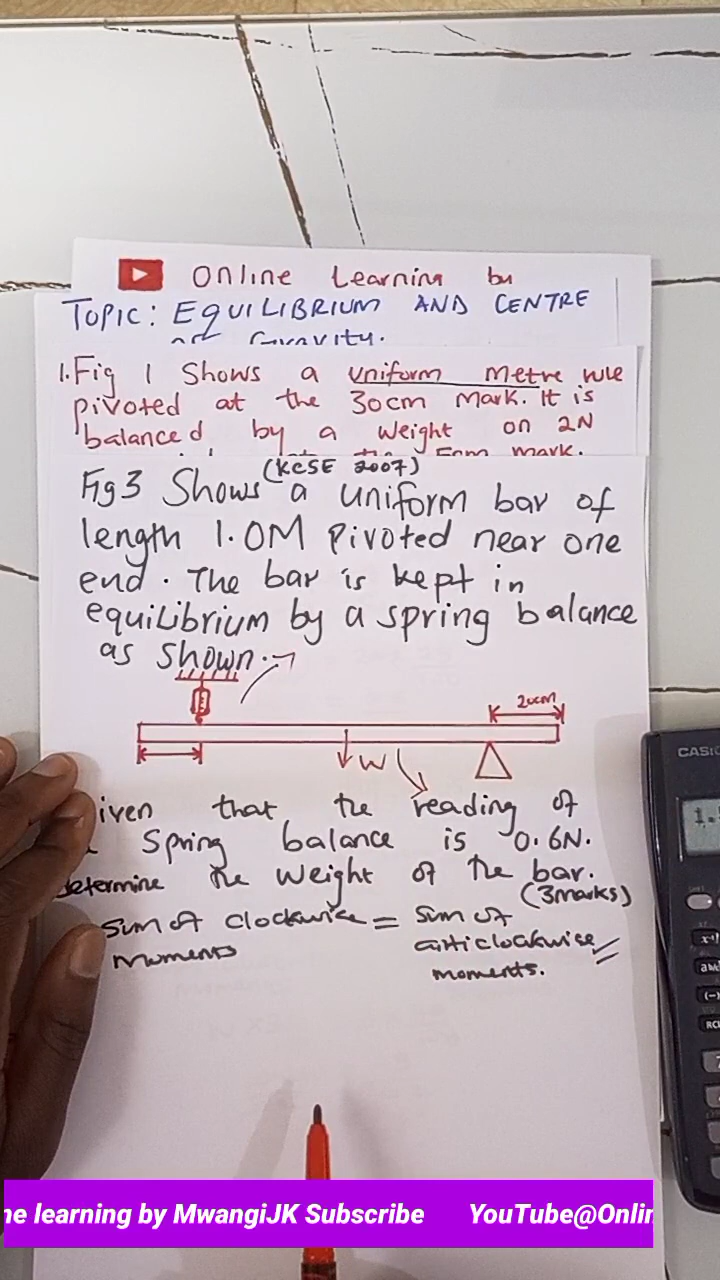 Online Learning by
TOPIC: EQUILIBRIUM AND CENTRE
Gravity.
1. Fig 1 Shows a uniform Metre rule
pivoted at the 30cm Mark. It is
balanced by a weight on 2N
mark.
(KCSE 2007)
Fig 3 Shows a uniform bar of
length 1.0M pivoted near one
end. The bar is kept in
equilibrium by a spring balance
as shown.
20cm
W
that the reading of
Spring balance is 0.6N.
the weight of the bar.
(3marks)
Sum of clockwise = Sum of
moments anticlockwise
moments.
CASIO
ne learning by MwangiJK Subscribe YouTube@Onlin